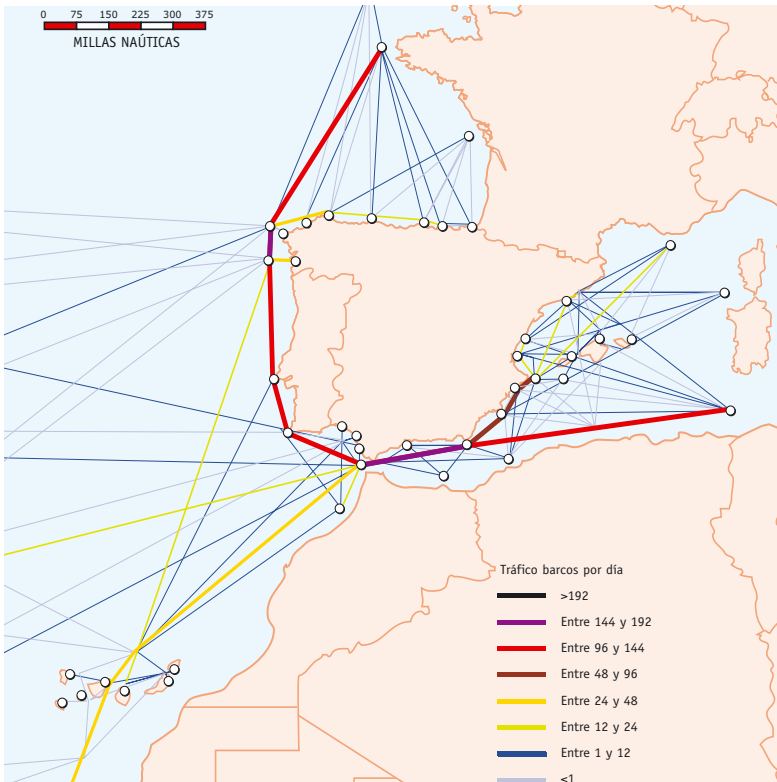 0 75 150 225 300 375
MILLAS NAÚTICAS
Tráfico barcos por día
>192
Entre 144 y 192
Entre 96 y 144
Entre 48 y 96
Entre 24 y 48
Entre 12 y 24
Entre 1 y 12
<1